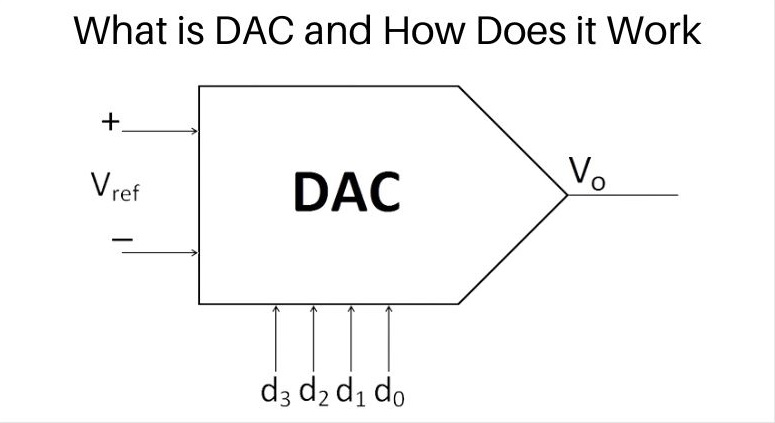 What is DAC and How Does it Work
+
Vref
−
DAC
Vo
d3 d2 d1 d0